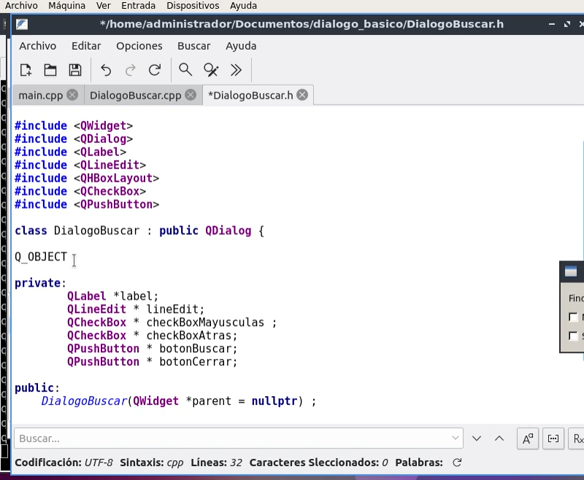 Archivo Máquina Ver Entrada Dispositivos Ayuda
*/home/administrador/Documentos/dialogo_basico/DialogoBuscar.h
Archivo Editar Opciones Buscar Ayuda
main.cpp DialogoBuscar.cpp *DialogoBuscar.h
#include <QWidget>
#include <QDialog>
#include <QLabel>
#include <QLineEdit>
#include <QHBoxLayout>
#include <QCheckBox>
#include <QPushButton>
class DialogoBuscar : public QDialog {
Q_OBJECT
private:
QLabel *label;
QLineEdit * lineEdit;
QCheckBox * checkBoxMayusculas ;
QCheckBox * checkBoxAtras;
QPushButton * botonBuscar;
QPushButton * botonCerrar;
public:
DialogoBuscar(QWidget *parent = nullptr) ;
Buscar...
Codificación: UTF-8 Sintaxis: cpp Líneas: 32 Caracteres Sleccionados: 0 Palabras: